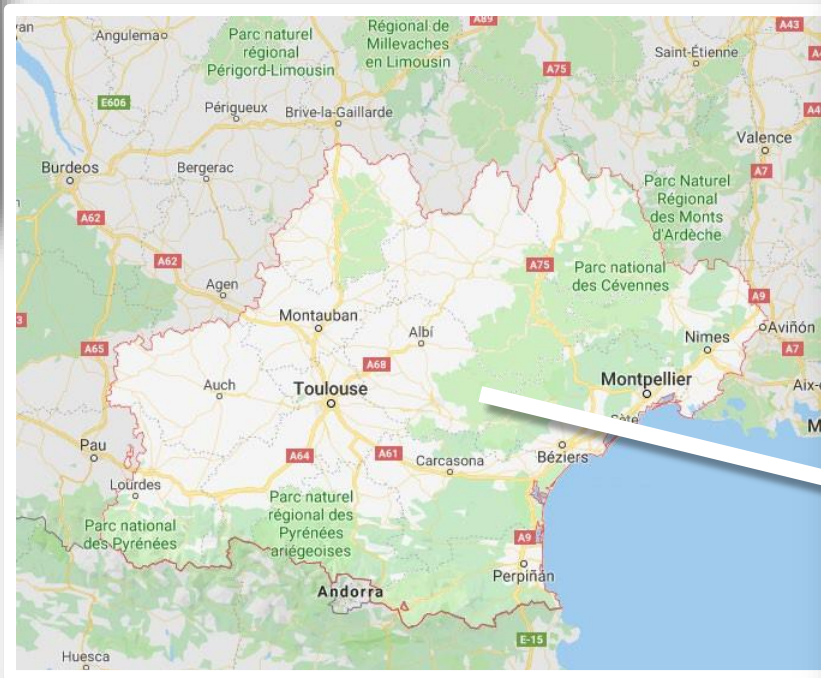 an
Angulema
Parc naturel
régional
Périgord-Limousin
Régional de
Millevaches
en Limousin
A89
A43
Saint-Étienne
A75
E606
Périgueux
Brive-la-Gaillarde
Valence
A7
Burdeos
Bergerac
Parc Naturel
Régional
des Monts
d'Ardèche
A62
A62
Agen
A75
Parc national
des Cévennes
A9
Montauban
Albí
Nimes
Aviñón
A65
A68
A7
Auch
Toulouse
Montpellier
Aix-
Sète
M
Pau
A64
A61
Carcasona
Béziers
Lourdes
Parc national
des Pyrénées
Parc naturel
régional des
Pyrénées
ariégeoises
A9
Perpiñán
Andorra
E-15
Huesca